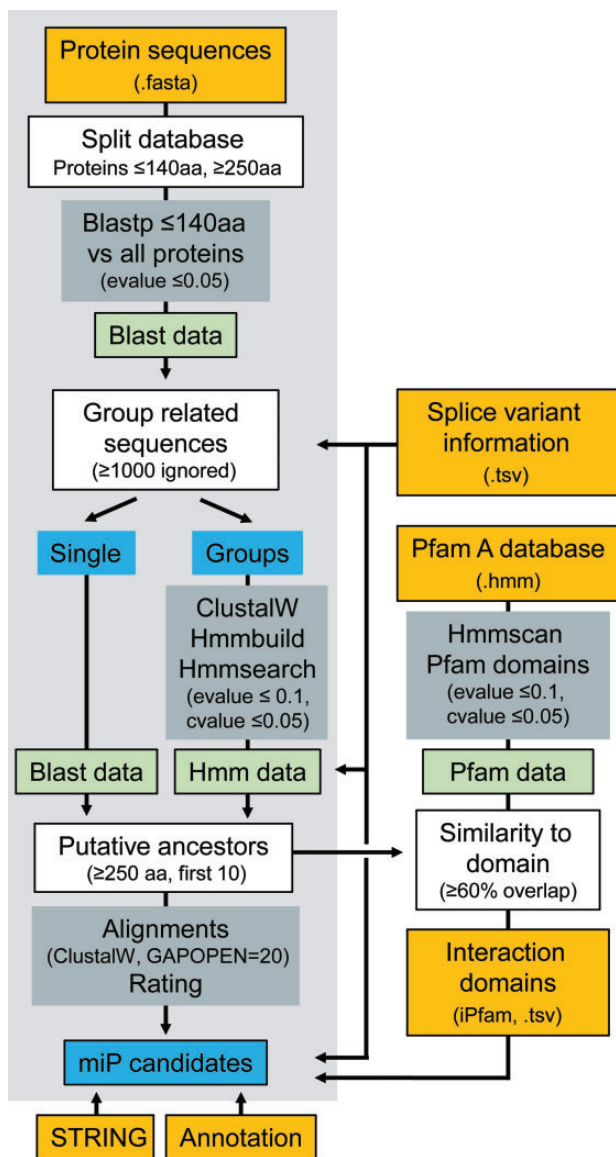 Protein sequences
(.fasta)
Split database
Proteins ≤140aa, ≥250aa
Blastp ≤140aa
vs all proteins
(evalue ≤0.05)
Blast data
Group related
sequences
(≥1000 ignored)
Splice variant
information
(.tsv)
Single
Groups
Pfam A database
(.hmm)
ClustalW
Hmmbuild
Hmmsearch
(evalue ≤ 0.1,
cvalue ≤0.05)
Hmmscan
Pfam domains
(evalue ≤0.1,
cvalue ≤0.05)
Blast data
Hmm data
Pfam data
Putative ancestors
(≥250 aa, first 10)
Similarity to
domain
(≥60% overlap)
Alignments
(ClustalW, GAPOPEN=20)
Rating
Interaction
domains
(iPfam, .tsv)
miP candidates
STRING
Annotation